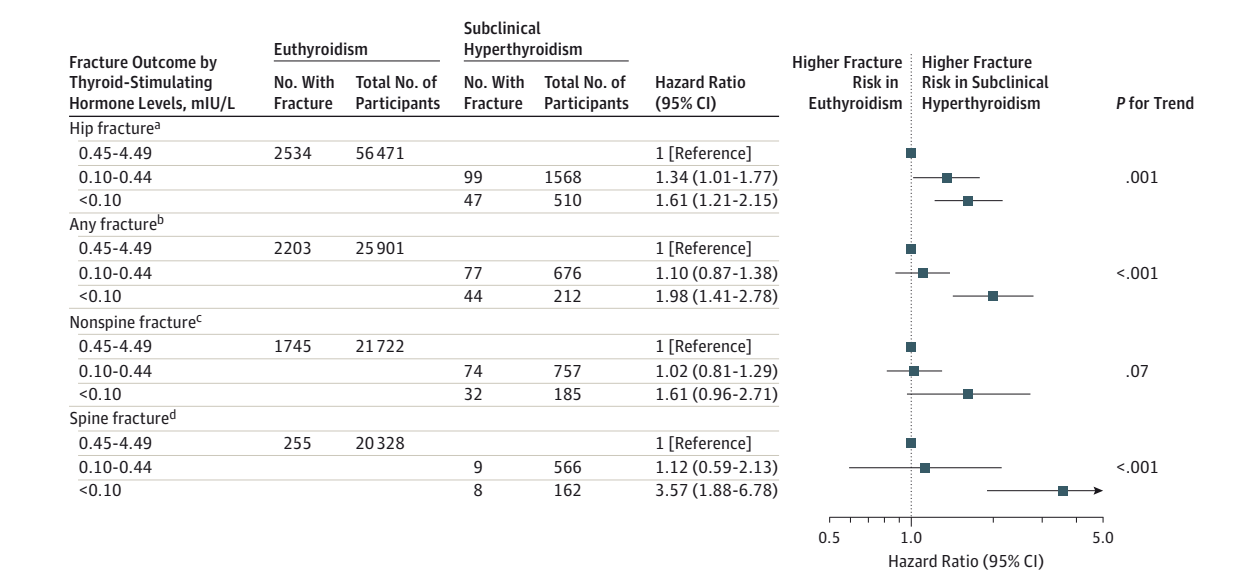 Fracture Outcome by
Thyroid-Stimulating
Hormone Levels, mIU/L
Euthyroidism
No. With
Fracture
Total No. of
Participants
Subclinical
Hyperthyroidism
No. With
Fracture
Total No. of
Participants
Hazard Ratio
(95% CI)
Higher Fracture
Risk in
Euthyroidism
Higher Fracture
Risk in Subclinical
Hyperthyroidism
P for Trend
Hip fractureᵃ
0.45-4.49 2534 56 471 1 [Reference]
0.10-0.44 99 1568 1.34 (1.01-1.77) .001
<0.10 47 510 1.61 (1.21-2.15)
Any fractureᵇ
0.45-4.49 2203 25 901 1 [Reference]
0.10-0.44 77 676 1.10 (0.87-1.38) <.001
<0.10 44 212 1.98 (1.41-2.78)
Nonspine fractureᶜ
0.45-4.49 1745 21 722 1 [Reference]
0.10-0.44 74 757 1.02 (0.81-1.29) .07
<0.10 32 185 1.61 (0.96-2.71)
Spine fractureᵈ
0.45-4.49 255 20 328 1 [Reference]
0.10-0.44 9 566 1.12 (0.59-2.13) <.001
<0.10 8 162 3.57 (1.88-6.78)
0.5 1.0 5.0
Hazard Ratio (95% CI)